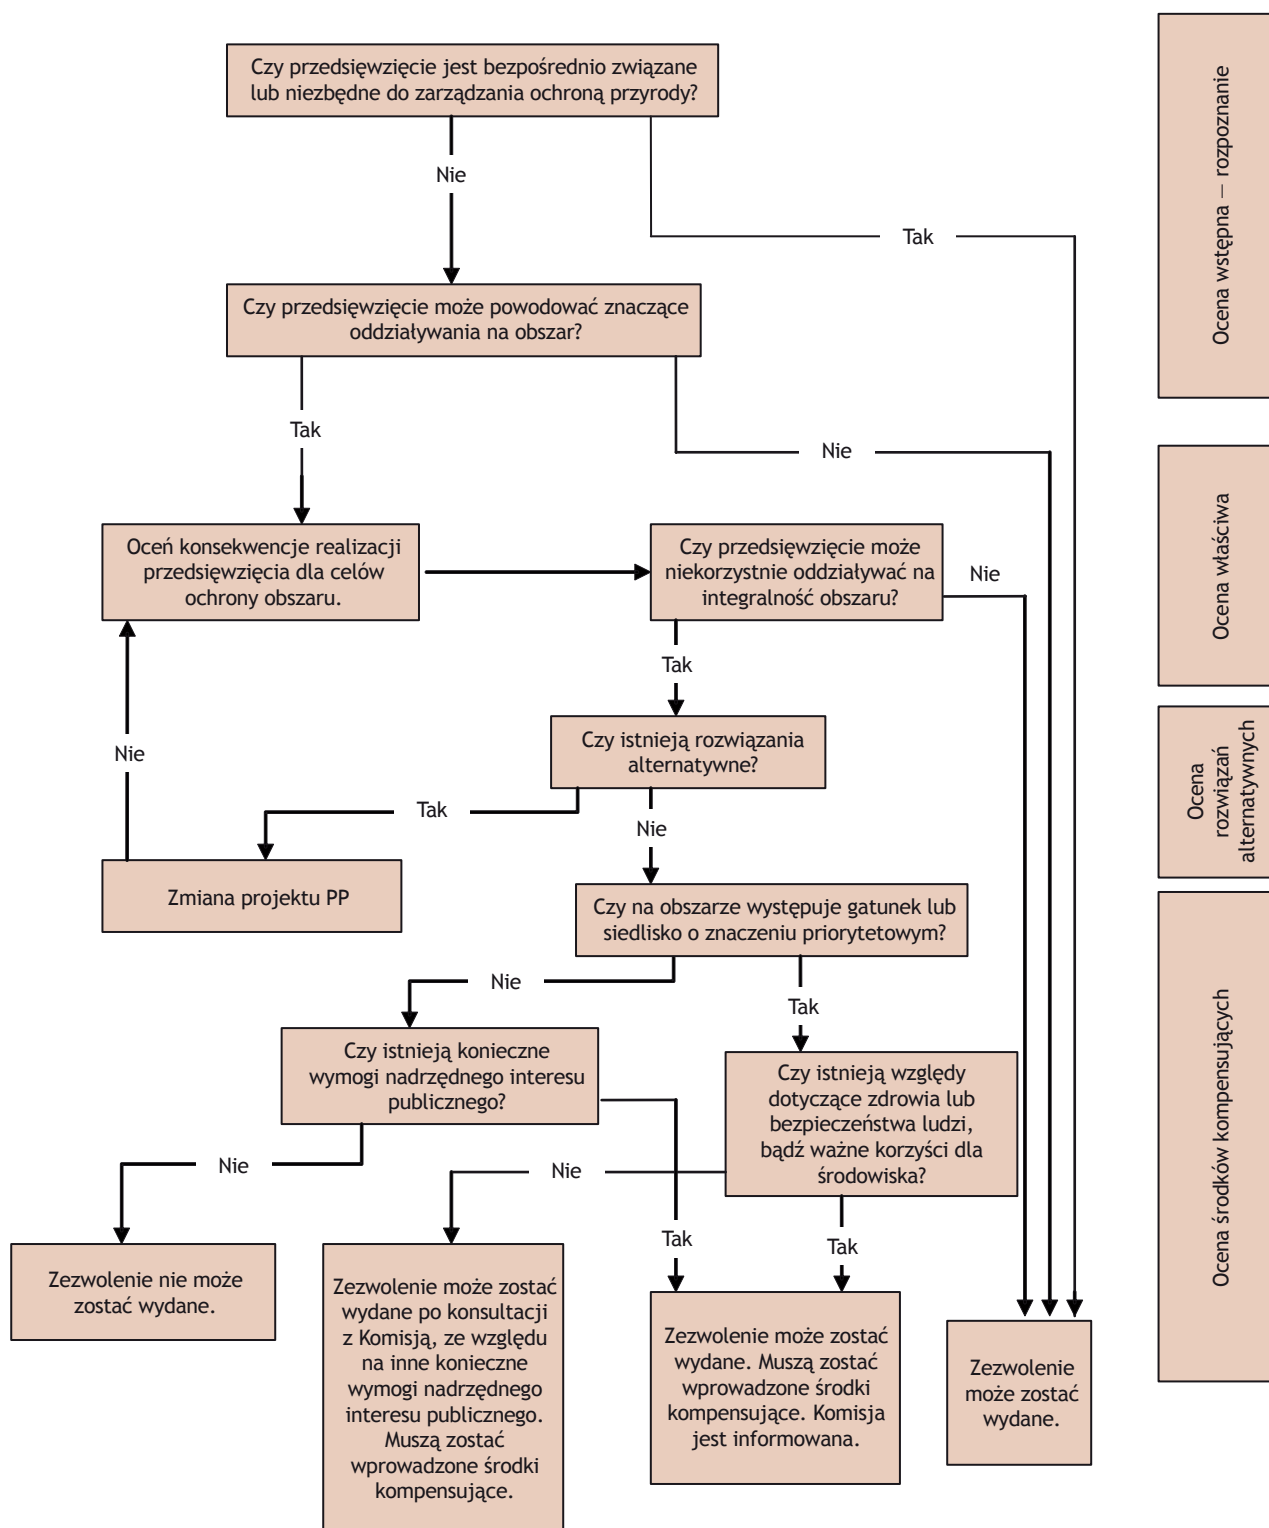 Czy przedsięwzięcie jest bezpośrednio związane
lub niezbędne do zarządzania ochroną przyrody?
Nie
Tak
Czy przedsięwzięcie może powodować znaczące
oddziaływania na obszar?
Tak
Nie
Oceń konsekwencje realizacji
przedsięwzięcia dla celów
ochrony obszaru.
Czy przedsięwzięcie może
niekorzystnie oddziaływać na
integralność obszaru?
Nie
Tak
Czy istnieją rozwiązania
alternatywne?
Nie
Tak
Nie
Zmiana projektu PP
Czy na obszarze występuje gatunek lub
siedlisko o znaczeniu priorytetowym?
Nie
Tak
Czy istnieją konieczne
wymogi nadrzędnego interesu
publicznego?
Czy istnieją względy
dotyczące zdrowia lub
bezpieczeństwa ludzi,
bądź ważne korzyści dla
środowiska?
Nie
Nie
Tak
Tak
Zezwolenie nie może
zostać wydane.
Zezwolenie może zostać
wydane po konsultacji
z Komisją, ze względu
na inne konieczne
wymogi nadrzędnego
interesu publicznego.
Muszą zostać
wprowadzone środki
kompensujące.
Zezwolenie może zostać
wydane. Muszą zostać
wprowadzone środki
kompensujące. Komisja
jest informowana.
Zezwolenie
może zostać
wydane.
Ocena wstępna — rozpoznanie
Ocena właściwa
Ocena
rozwiązań
alternatywnych
Ocena środków kompensujących